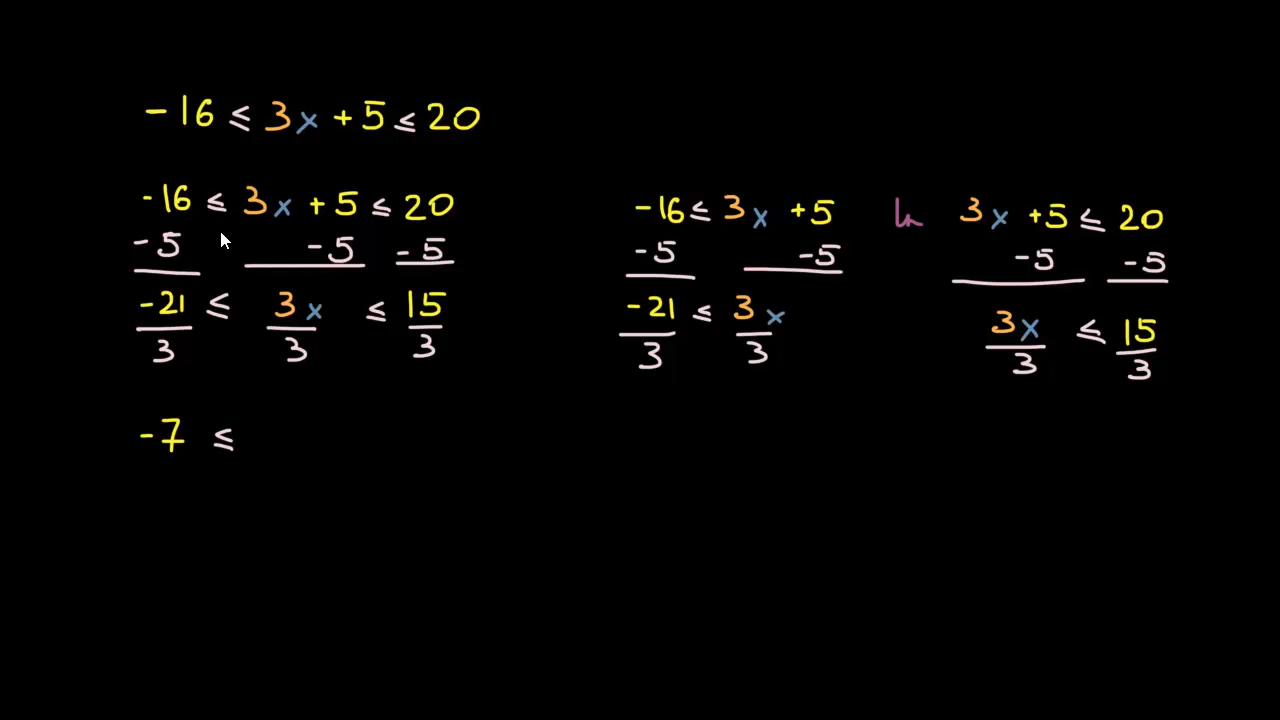 -16 ≤ 3x + 5 ≤ 20
-16 ≤ 3x + 5 ≤ 20
-5 -5 -5
-21 ≤ 3x ≤ 15
3 3 3
-7 ≤
-16 ≤ 3x +5
-5 -5
-21 ≤ 3x
3 3
3x +5 ≤ 20
-5 -5
3x ≤ 15
3 3